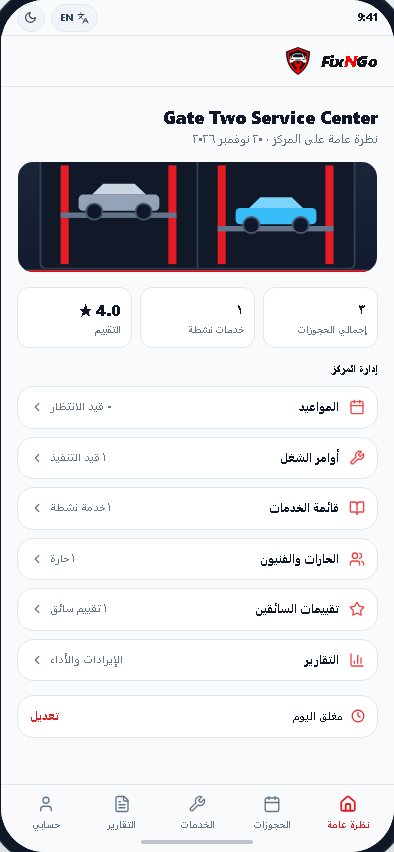 9:41
EN
FixNGo
Gate Two Service Center
نظرة عامة على المركز · ٢٠ نوفمبر ٢٠٢٦
٣
إجمالي الحجوزات
١
خدمات نشطة
4.0 ★
التقييم
إدارة المركز
المواعيد
٠ قيد الانتظار
أوامر الشغل
١ قيد التنفيذ
قائمة الخدمات
١ خدمة نشطة
الحارات والفنيون
١ حارة
تقييمات السائقين
١ تقييم سائق
التقارير
الإيرادات والأداء
مغلق اليوم
تعديل
نظرة عامة
الحجوزات
الخدمات
التقارير
حسابي